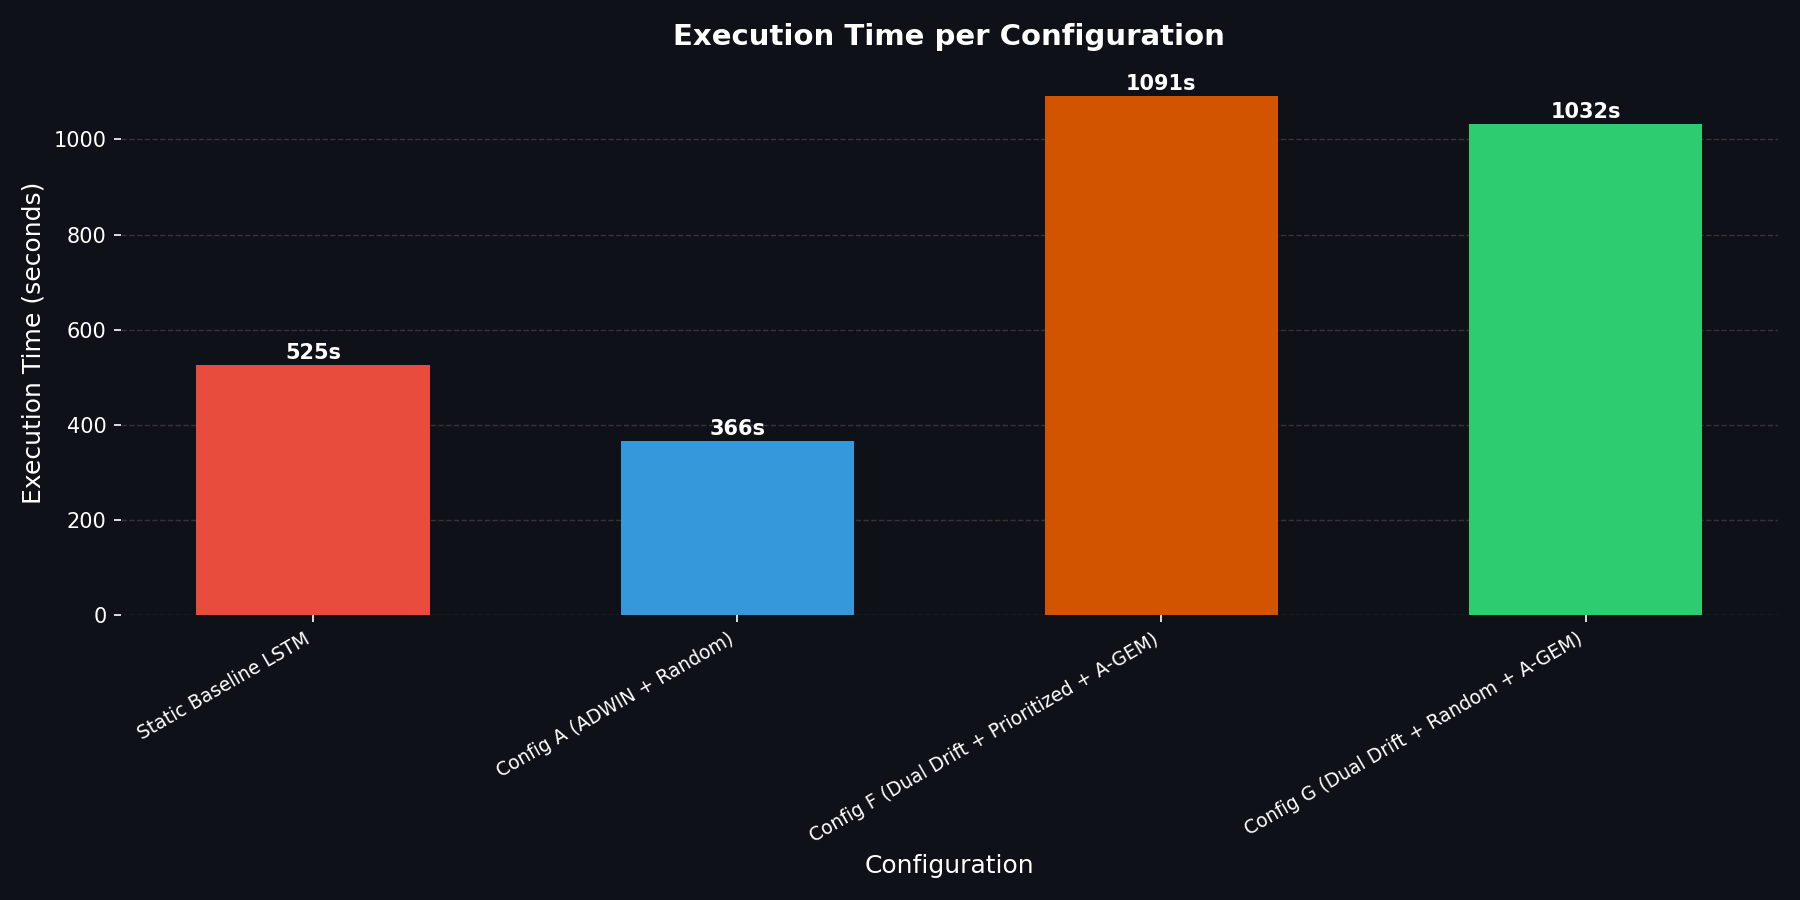 Execution Time per Configuration
Execution Time (seconds)
1000
800
600
400
200
0
525s
366s
1091s
1032s
Static Baseline LSTM
Config A (ADWIN + Random)
Config F (Dual Drift + Prioritized + A-GEM)
Config G (Dual Drift + Random + A-GEM)
Configuration